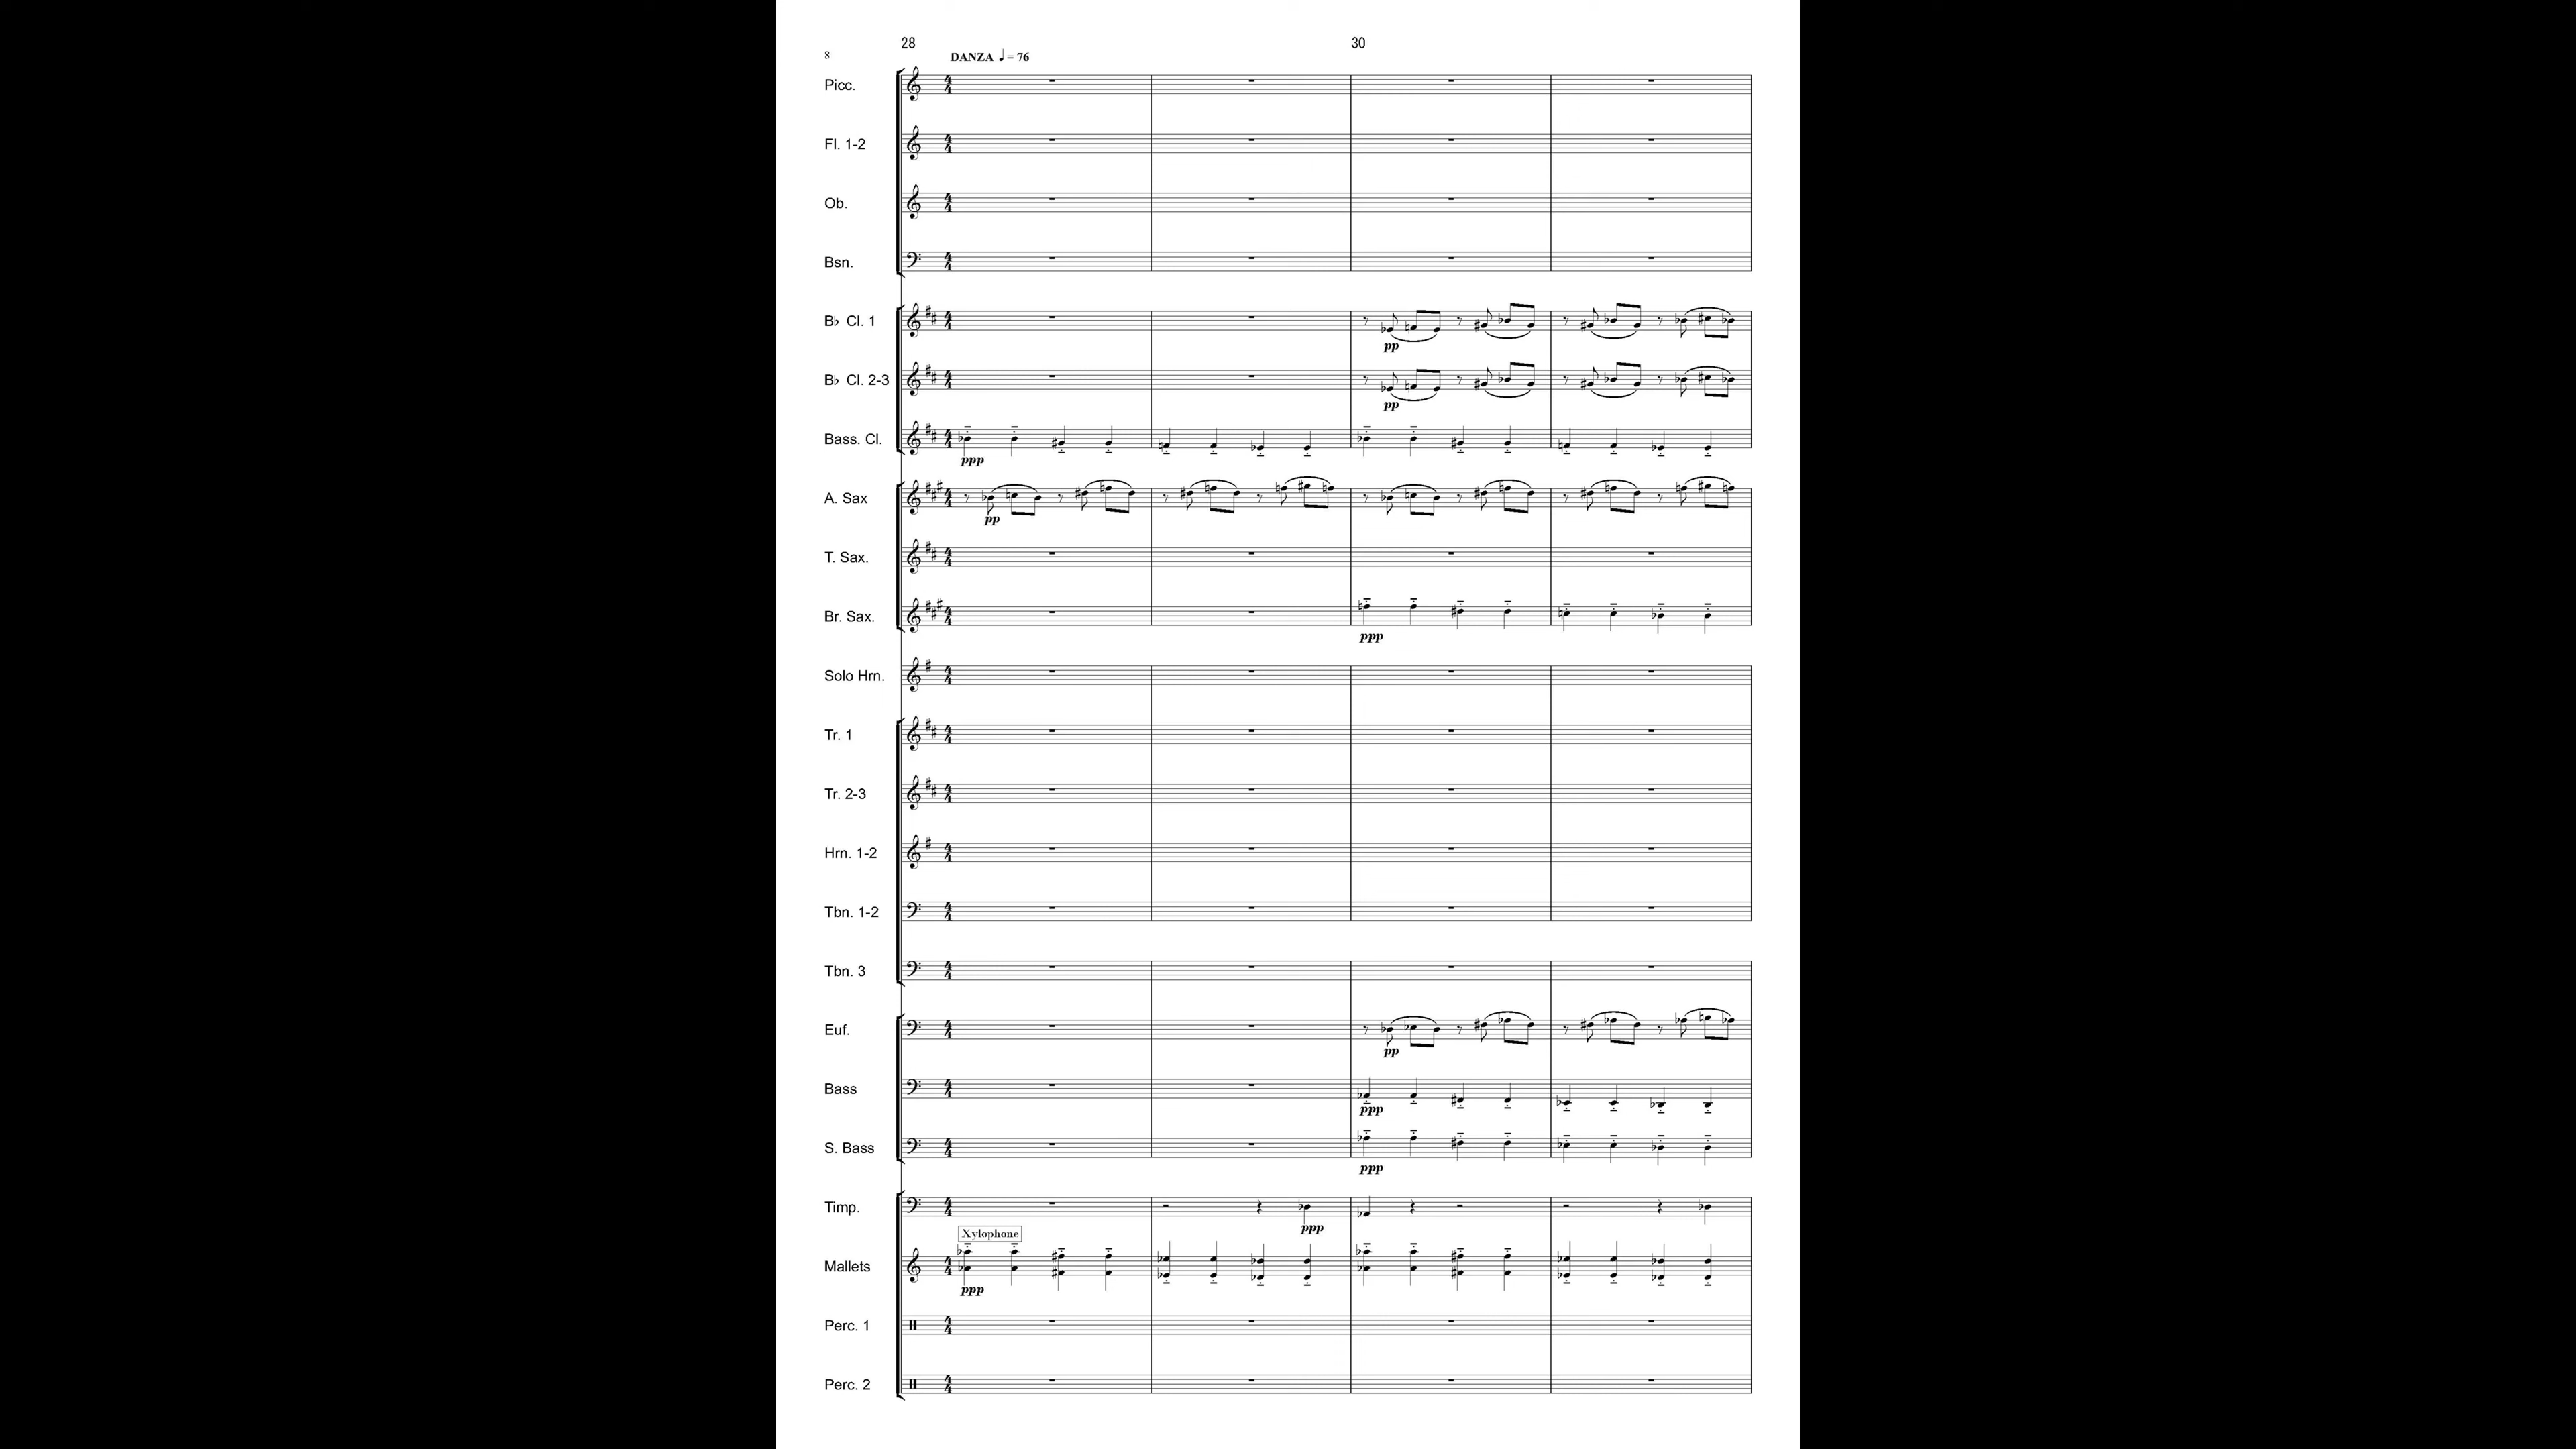 28 30
8 DANZA ♩ = 76
Picc.
Fl. 1-2
Ob.
Bsn.
B♭ Cl. 1
pp
B♭ Cl. 2-3
pp
Bass. Cl.
ppp
A. Sax
pp
T. Sax.
Br. Sax.
ppp
Solo Hrn.
Tr. 1
Tr. 2-3
Hrn. 1-2
Tbn. 1-2
Tbn. 3
Euf.
pp
Bass
ppp
S. Bass
ppp
Timp.
ppp
Xylophone
Mallets
ppp
Perc. 1
Perc. 2